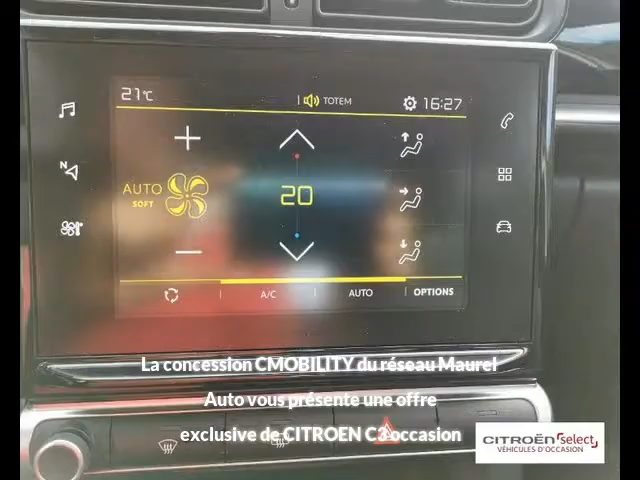 21°C
TOTEM
16:27
N
AUTO
SOFT
20
A/C
AUTO
OPTIONS
La concession CMOBILITY du réseau Maurel
Auto vous présente une offre
exclusive de CITROEN C3 occasion
CITROËN Select
VÉHICULES D'OCCASION